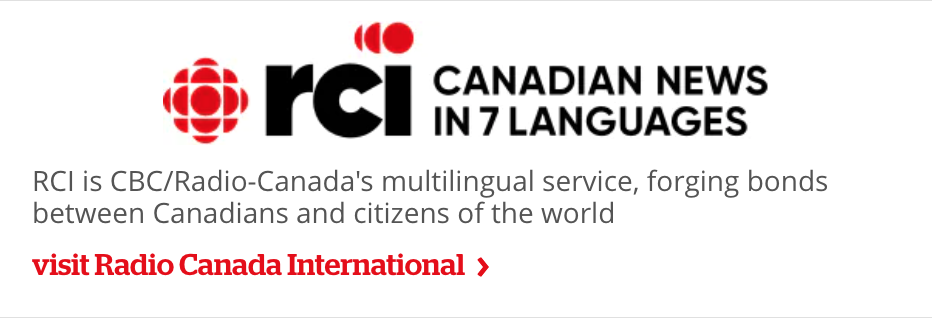 rci CANADIAN NEWS
IN 7 LANGUAGES
RCI is CBC/Radio-Canada's multilingual service, forging bonds
between Canadians and citizens of the world
visit Radio Canada International ›